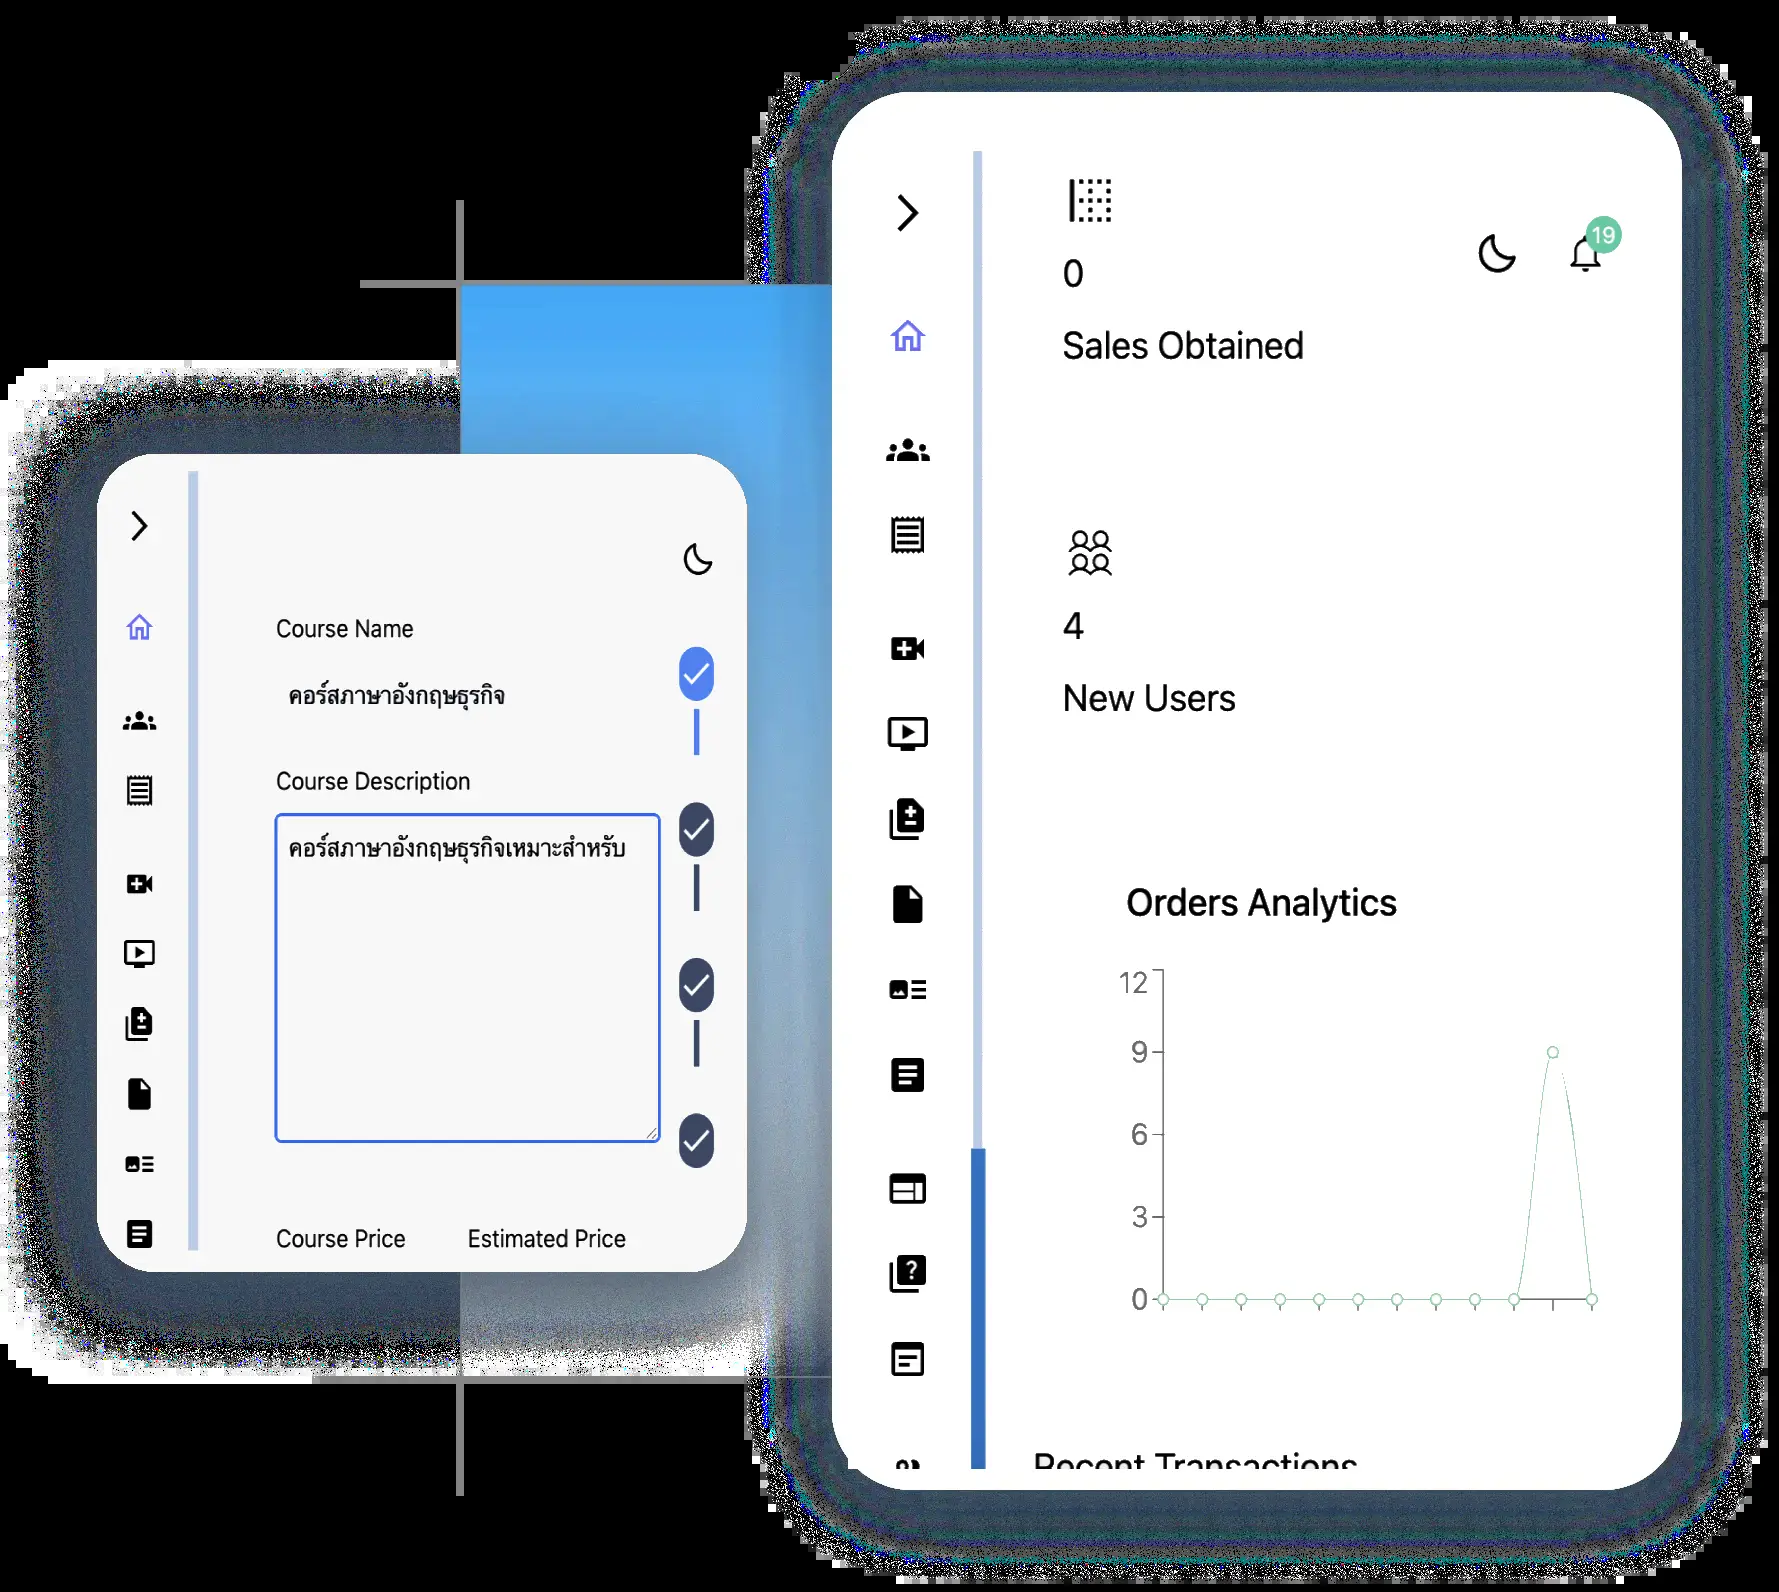 Course Name
คอร์สภาษาอังกฤษธุรกิจ
Course Description
คอร์สภาษาอังกฤษธุรกิจเหมาะสำหรับ
Course Price
Estimated Price
19
0
Sales Obtained
4
New Users
Orders Analytics
12
9
6
3
0
Recent Transactions